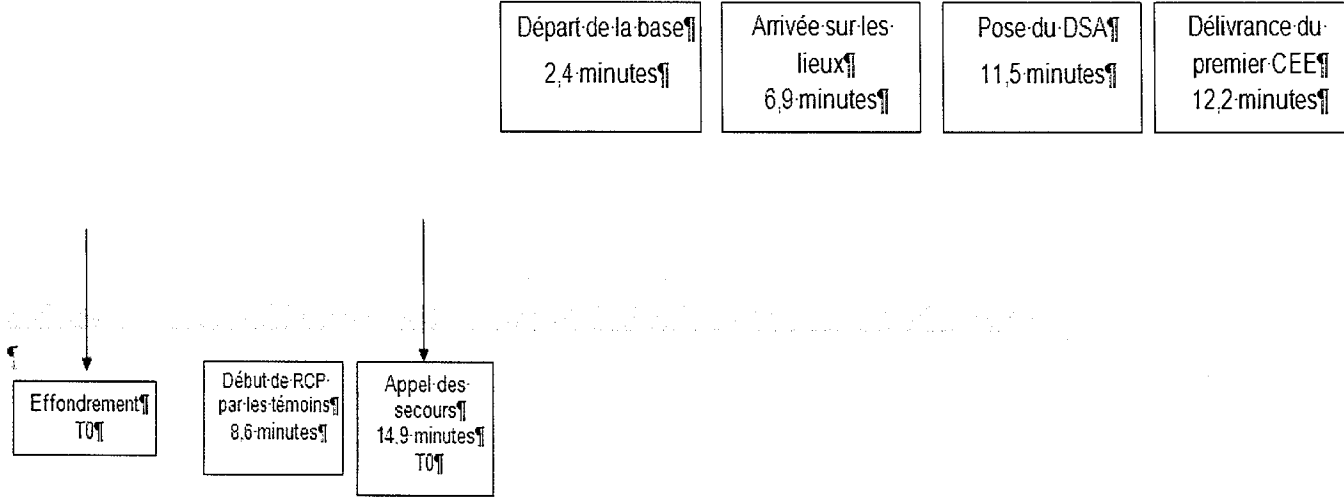 Départ·de·la·base¶
2,4·minutes¶
Arrivée·sur·les·
lieux¶
6,9·minutes¶
Pose·du·DSA¶
11,5·minutes¶
Délivrance·du·
premier·CEE¶
12,2·minutes¶
¶
Effondrement¶
T0¶
Début·de·RCP·
par·les·témoins¶
8,6·minutes¶
Appel·des·
secours¶
14,9·minutes¶
T0¶